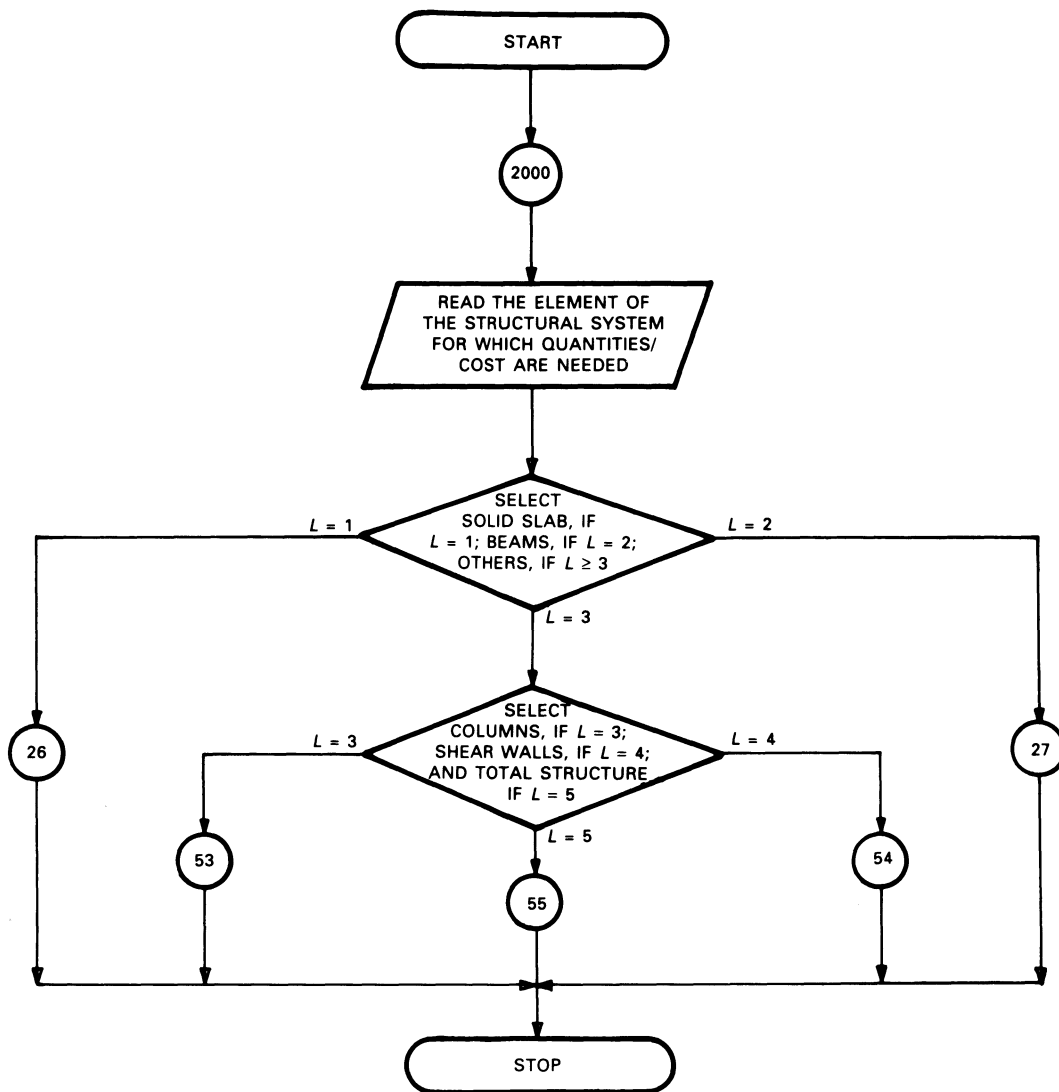 START
2000
READ THE ELEMENT OF
THE STRUCTURAL SYSTEM
FOR WHICH QUANTITIES/
COST ARE NEEDED
SELECT
SOLID SLAB, IF
L = 1; BEAMS, IF L = 2;
OTHERS, IF L ≥ 3
L = 1
L = 2
L = 3
SELECT
COLUMNS, IF L = 3;
SHEAR WALLS, IF L = 4;
AND TOTAL STRUCTURE
IF L = 5
L = 3
L = 4
L = 5
26
27
53
54
55
STOP